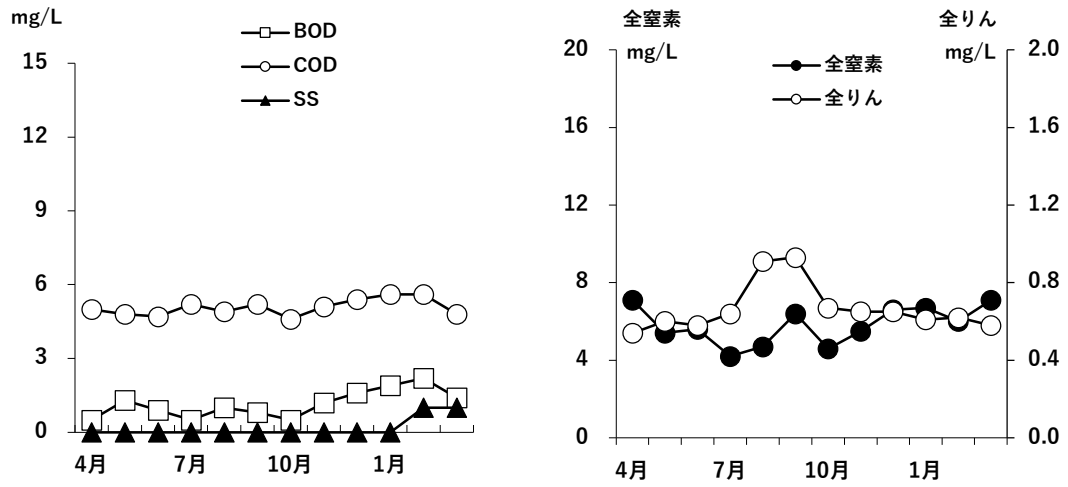 mg/L
BOD
COD
SS
15
12
9
6
3
0
4月 7月 10月 1月
全窒素 全りん
mg/L mg/L
全窒素
全りん
20 2.0
16 1.6
12 1.2
8 0.8
4 0.4
0 0.0
4月 7月 10月 1月